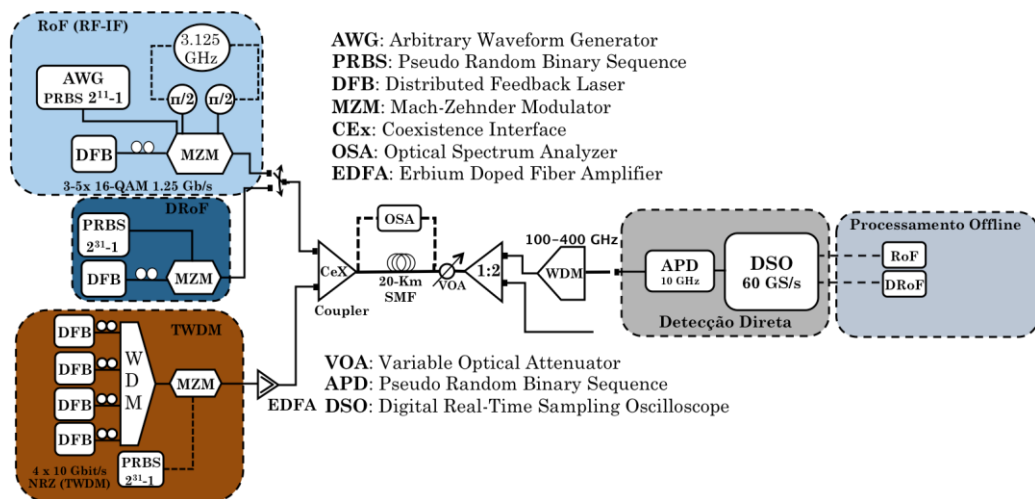 RoF (RF-IF)
3.125
GHz
AWG
PRBS 2¹¹-1
π/2
π/2
DFB
MZM
3-5x 16-QAM 1.25 Gb/s
DRoF
PRBS
2³¹-1
DFB
MZM
TWDM
DFB
DFB
DFB
DFB
W
D
M
MZM
4 x 10 Gbit/s
NRZ (TWDM)
PRBS
2³¹-1
EDFA
AWG: Arbitrary Waveform Generator
PRBS: Pseudo Random Binary Sequence
DFB: Distributed Feedback Laser
MZM: Mach-Zehnder Modulator
CEx: Coexistence Interface
OSA: Optical Spectrum Analyzer
EDFA: Erbium Doped Fiber Amplifier
CeX
Coupler
OSA
20-Km
SMF
VOA
1:2
100-400 GHz
WDM
APD
10 GHz
DSO
60 GS/s
Detecção Direta
Processamento Offline
RoF
DRoF
VOA: Variable Optical Attenuator
APD: Pseudo Random Binary Sequence
DSO: Digital Real-Time Sampling Oscilloscope